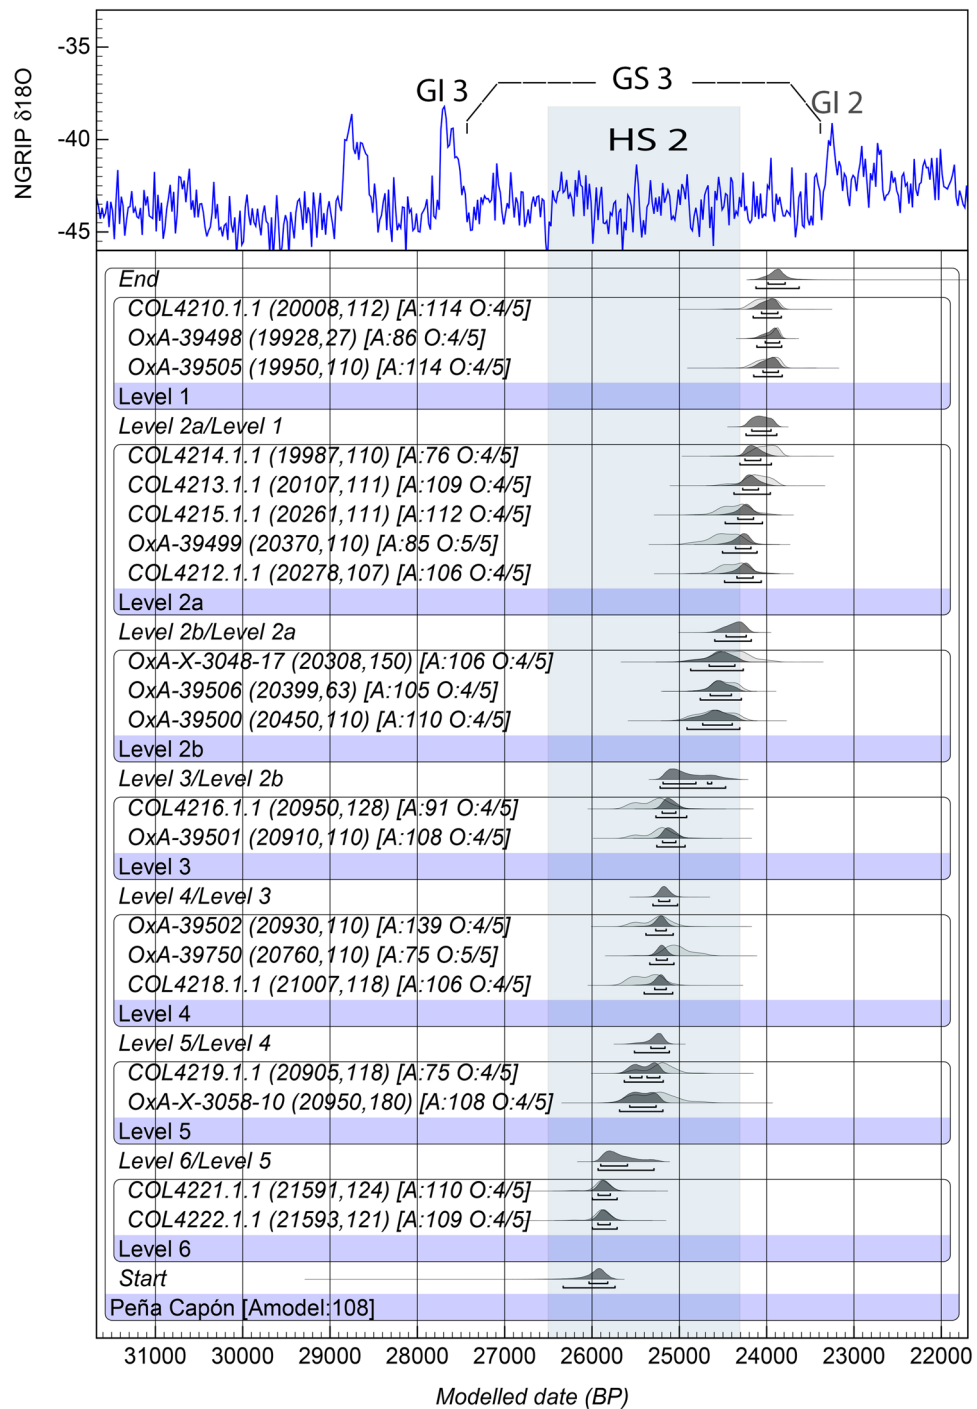 NGRIP δ18O
-35
-40
-45
GI 3
GS 3
GI 2
HS 2
End
COL4210.1.1 (20008,112) [A:114 O:4/5]
OxA-39498 (19928,27) [A:86 O:4/5]
OxA-39505 (19950,110) [A:114 O:4/5]
Level 1
Level 2a/Level 1
COL4214.1.1 (19987,110) [A:76 O:4/5]
COL4213.1.1 (20107,111) [A:109 O:4/5]
COL4215.1.1 (20261,111) [A:112 O:4/5]
OxA-39499 (20370,110) [A:85 O:5/5]
COL4212.1.1 (20278,107) [A:106 O:4/5]
Level 2a
Level 2b/Level 2a
OxA-X-3048-17 (20308,150) [A:106 O:4/5]
OxA-39506 (20399,63) [A:105 O:4/5]
OxA-39500 (20450,110) [A:110 O:4/5]
Level 2b
Level 3/Level 2b
COL4216.1.1 (20950,128) [A:91 O:4/5]
OxA-39501 (20910,110) [A:108 O:4/5]
Level 3
Level 4/Level 3
OxA-39502 (20930,110) [A:139 O:4/5]
OxA-39750 (20760,110) [A:75 O:5/5]
COL4218.1.1 (21007,118) [A:106 O:4/5]
Level 4
Level 5/Level 4
COL4219.1.1 (20905,118) [A:75 O:4/5]
OxA-X-3058-10 (20950,180) [A:108 O:4/5]
Level 5
Level 6/Level 5
COL4221.1.1 (21591,124) [A:110 O:4/5]
COL4222.1.1 (21593,121) [A:109 O:4/5]
Level 6
Start
Peña Capón [Amodel:108]
31000 30000 29000 28000 27000 26000 25000 24000 23000 22000
Modelled date (BP)